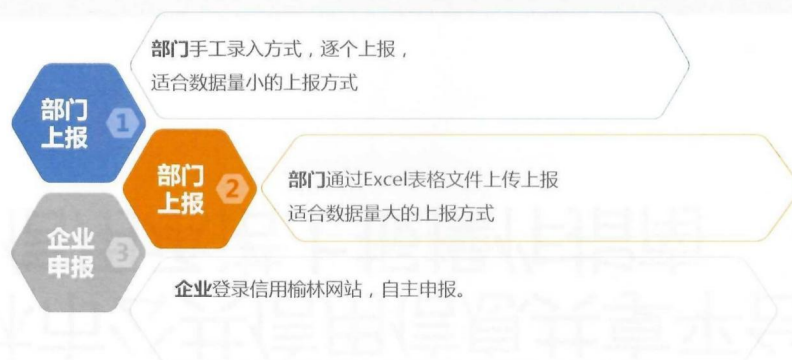 部门手工录入方式，逐个上报，
适合数据量小的上报方式
部门
上报
1
部门
上报
2
部门通过Excel表格文件上传上报
适合数据量大的上报方式
企业
申报
3
企业登录信用榆林网站，自主申报。